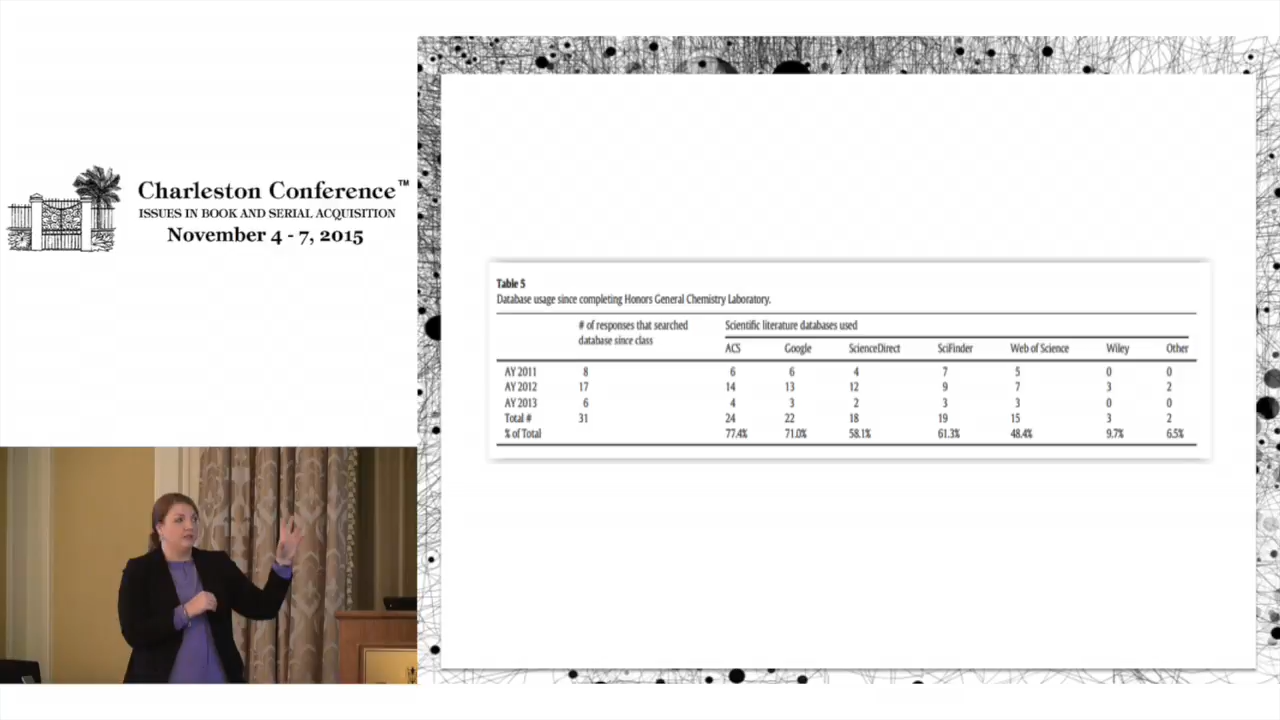 Charleston Conference™
ISSUES IN BOOK AND SERIAL ACQUISITION
November 4 - 7, 2015
Table 5
Database usage since completing Honors General Chemistry Laboratory.
# of responses that searched database since class Scientific literature databases used
ACS Google ScienceDirect SciFinder Web of Science Wiley Other
AY 2011 8 6 6 4 7 5 0 0
AY 2012 17 14 13 12 9 7 3 2
AY 2013 6 4 3 2 3 3 0 0
Total # 31 24 22 18 19 15 3 2
% of Total 77.4% 71.0% 58.1% 61.3% 48.4% 9.7% 6.5%